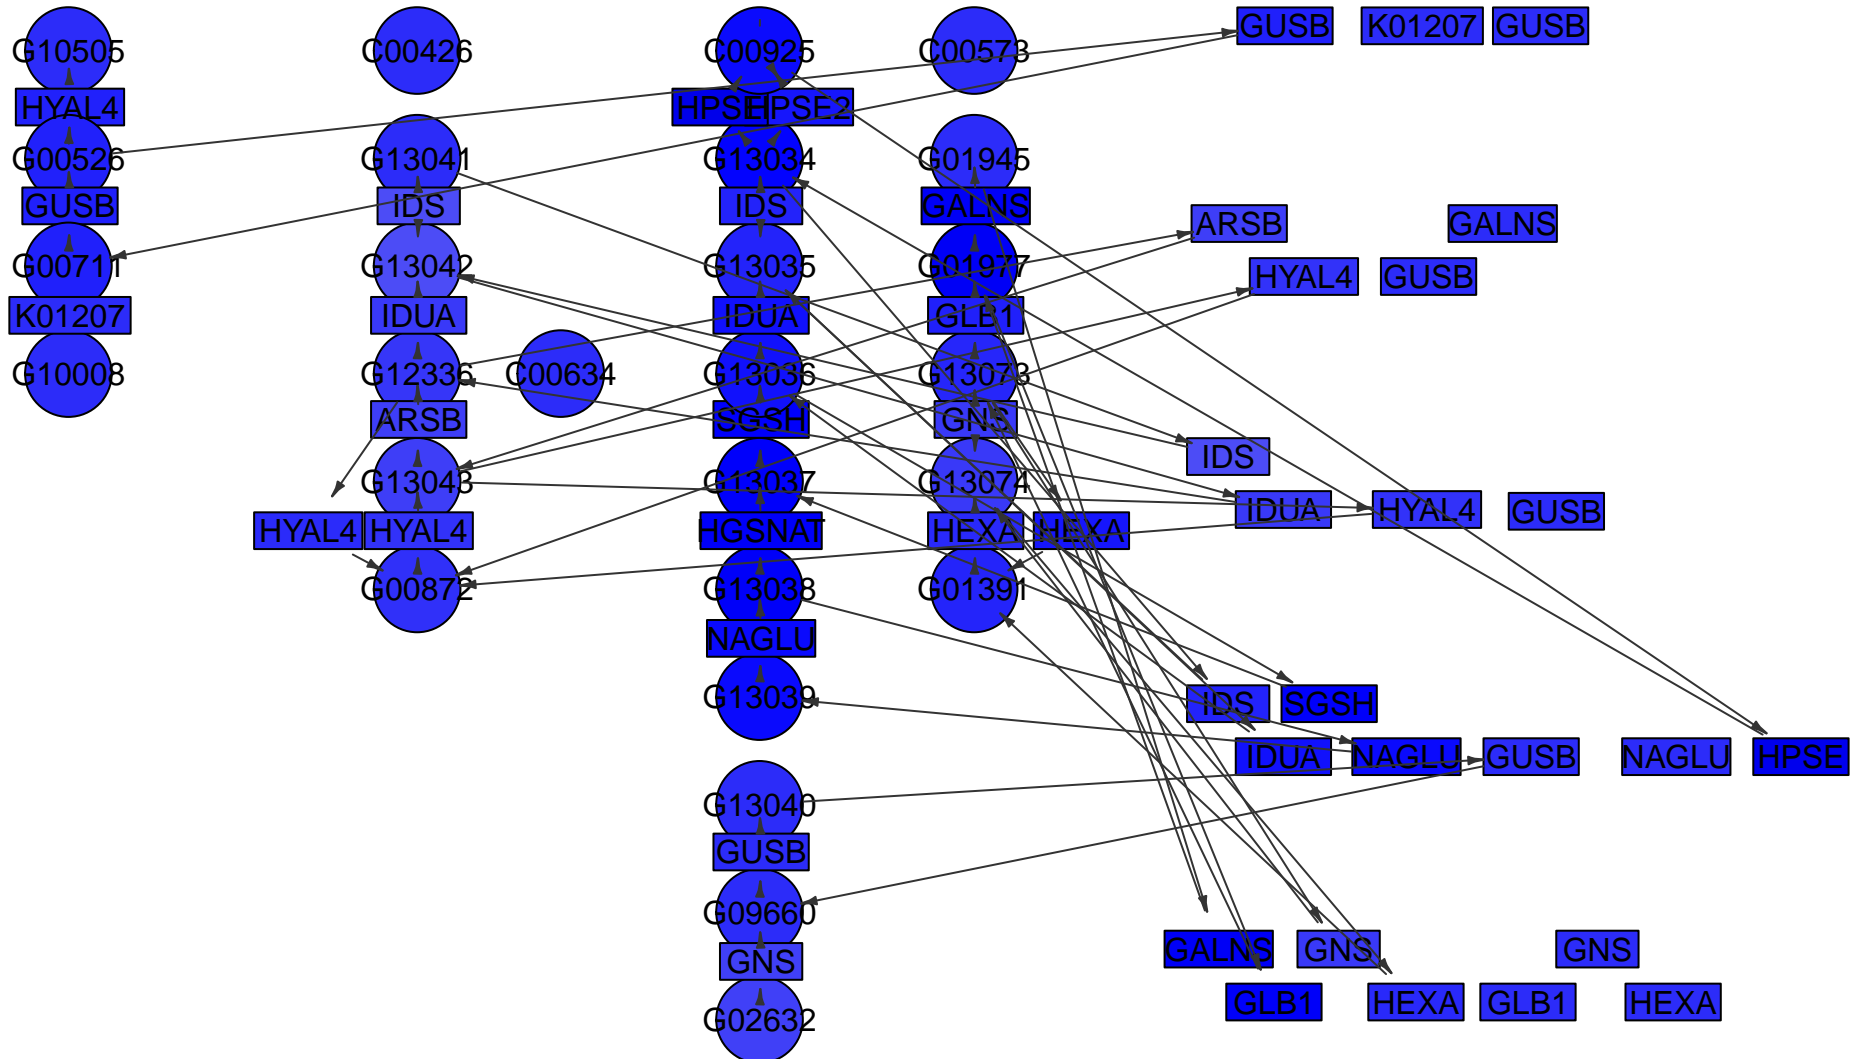 GUSB K01207 GUSB
G10505 C00426 C00925 C00573
HYAL4 HPSE HPSE2
G00526 G13041 G13034 G01945
GUSB IDS IDS GALNS ARSB GALNS
G00711 G13042 G13035 G01977 HYAL4 GUSB
K01207 IDUA IDUA GLB1
G10008 G12336 C00634 G13036 G13073
ARSB SGSH GNS IDS
G13043 G13037 G13074 IDUA HYAL4 GUSB
HYAL4 HYAL4 HGSNAT HEXA HEXA
G00872 G13038 G01391
NAGLU
G13039 IDS SGSH
IDUA NAGLU GUSB NAGLU HPSE
G13040
GUSB
G09660
GNS GALNS GNS GNS
G02632 GLB1 HEXA GLB1 HEXA